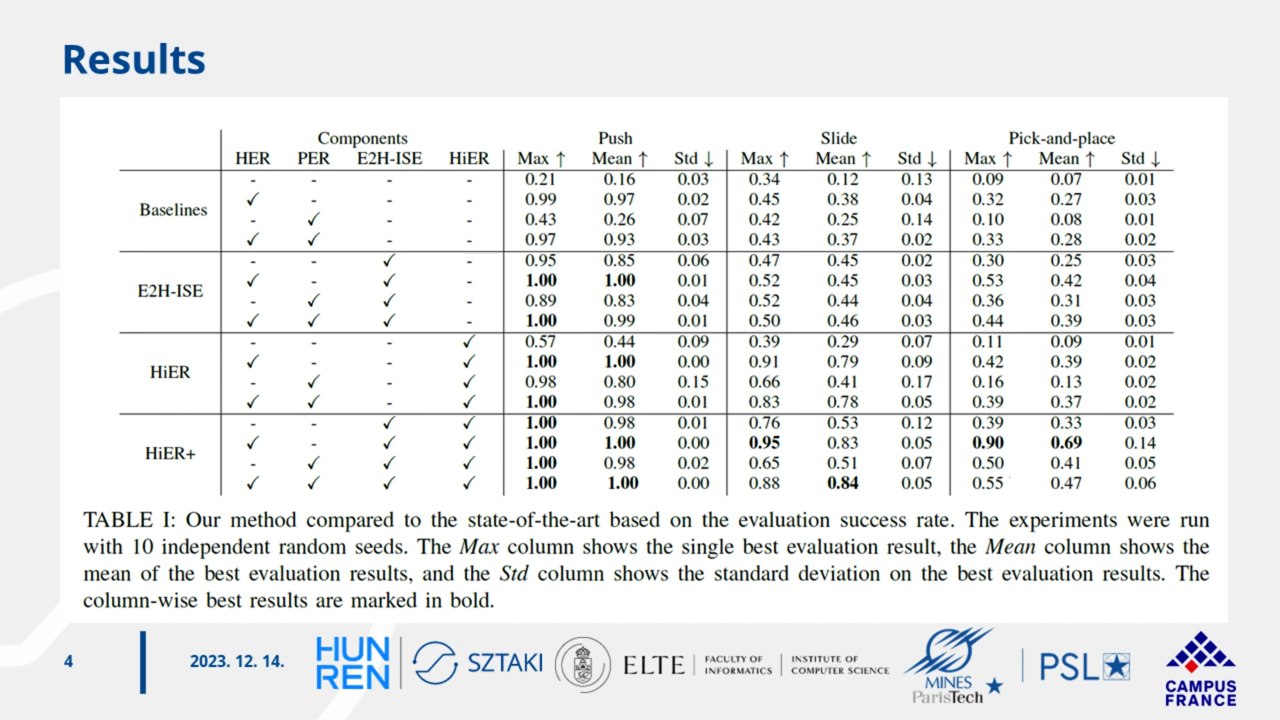 Results
Components Push Slide Pick-and-place
HER PER E2H-ISE HiER Max ↑ Mean ↑ Std ↓ Max ↑ Mean ↑ Std ↓ Max ↑ Mean ↑ Std ↓
- - - - 0.21 0.16 0.03 0.34 0.12 0.13 0.09 0.07 0.01
✓ - - - 0.99 0.97 0.02 0.45 0.38 0.04 0.32 0.27 0.03
Baselines
- ✓ - - 0.43 0.26 0.07 0.42 0.25 0.14 0.10 0.08 0.01
✓ ✓ - - 0.97 0.93 0.03 0.43 0.37 0.02 0.33 0.28 0.02
- - ✓ - 0.95 0.85 0.06 0.47 0.45 0.02 0.30 0.25 0.03
✓ - ✓ - 1.00 1.00 0.01 0.52 0.45 0.03 0.53 0.42 0.04
E2H-ISE
- ✓ ✓ - 0.89 0.83 0.04 0.52 0.44 0.04 0.36 0.31 0.03
✓ ✓ ✓ - 1.00 0.99 0.01 0.50 0.46 0.03 0.44 0.39 0.03
- - - ✓ 0.57 0.44 0.09 0.39 0.29 0.07 0.11 0.09 0.01
✓ - - ✓ 1.00 1.00 0.00 0.91 0.79 0.09 0.42 0.39 0.02
HiER
- ✓ - ✓ 0.98 0.80 0.15 0.66 0.41 0.17 0.16 0.13 0.02
✓ ✓ - ✓ 1.00 0.98 0.01 0.83 0.78 0.05 0.39 0.37 0.02
- - ✓ ✓ 1.00 0.98 0.01 0.76 0.53 0.12 0.39 0.33 0.03
✓ - ✓ ✓ 1.00 1.00 0.00 0.95 0.83 0.05 0.90 0.69 0.14
HiER+
- ✓ ✓ ✓ 1.00 0.98 0.02 0.65 0.51 0.07 0.50 0.41 0.05
✓ ✓ ✓ ✓ 1.00 1.00 0.00 0.88 0.84 0.05 0.55 0.47 0.06
TABLE I: Our method compared to the state-of-the-art based on the evaluation success rate. The experiments were run
with 10 independent random seeds. The Max column shows the single best evaluation result, the Mean column shows the
mean of the best evaluation results, and the Std column shows the standard deviation on the best evaluation results. The
column-wise best results are marked in bold.
4
2023. 12. 14.
HUN
REN
SZTAKI
ELTE
FACULTY OF
INFORMATICS
INSTITUTE OF
COMPUTER SCIENCE
MINES
ParisTech
PSL
CAMPUS
FRANCE